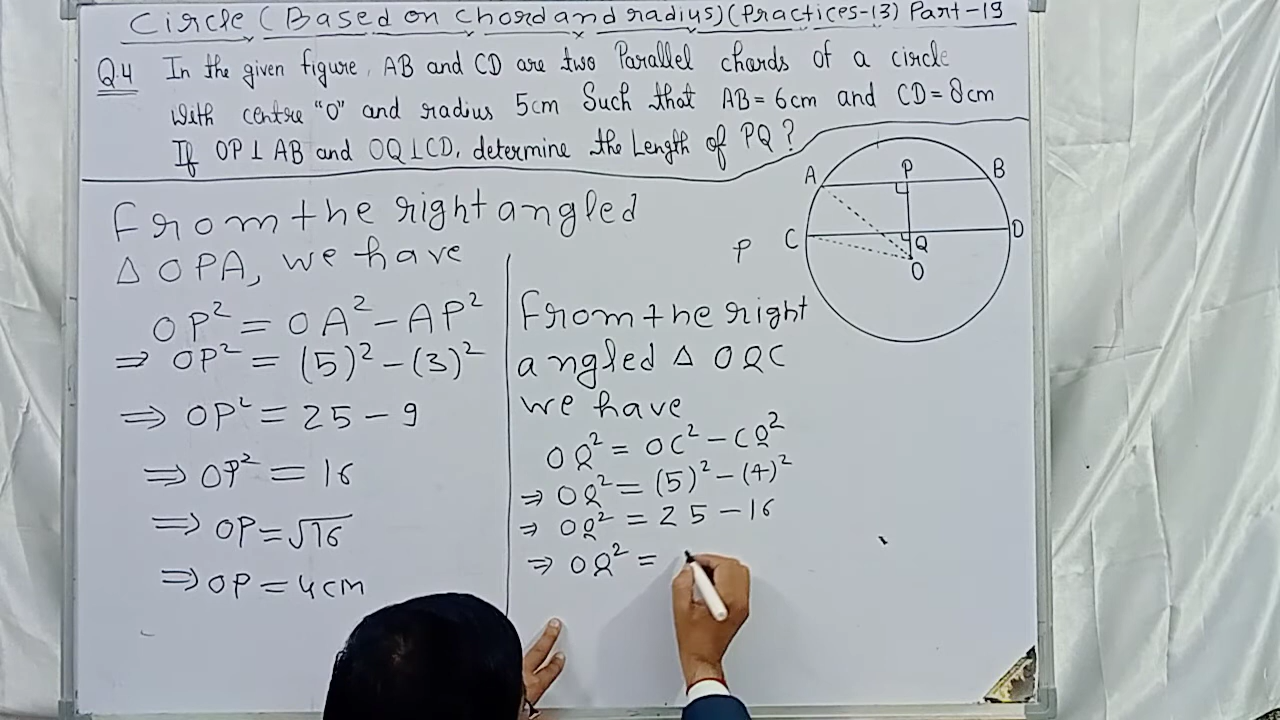 Circle (Based on chord and radius) (Practices-13) Part-19
Q.4 In the given figure, AB and CD are two Parallel chords of a circle
with centre "O" and radius 5cm Such that AB = 6cm and CD = 8cm
If OP ⊥ AB and OQ ⊥ CD, determine the Length of PQ?
A P B
C Q D
O
P
From the right angled
△ OPA, we have
OP² = OA² - AP²
⇒ OP² = (5)² - (3)²
⇒ OP² = 25 - 9
⇒ OP² = 16
⇒ OP = √16
⇒ OP = 4cm
From the right
angled △ OQC
we have
OQ² = OC² - CQ²
⇒ OQ² = (5)² - (4)²
⇒ OQ² = 25 - 16
⇒ OQ² =